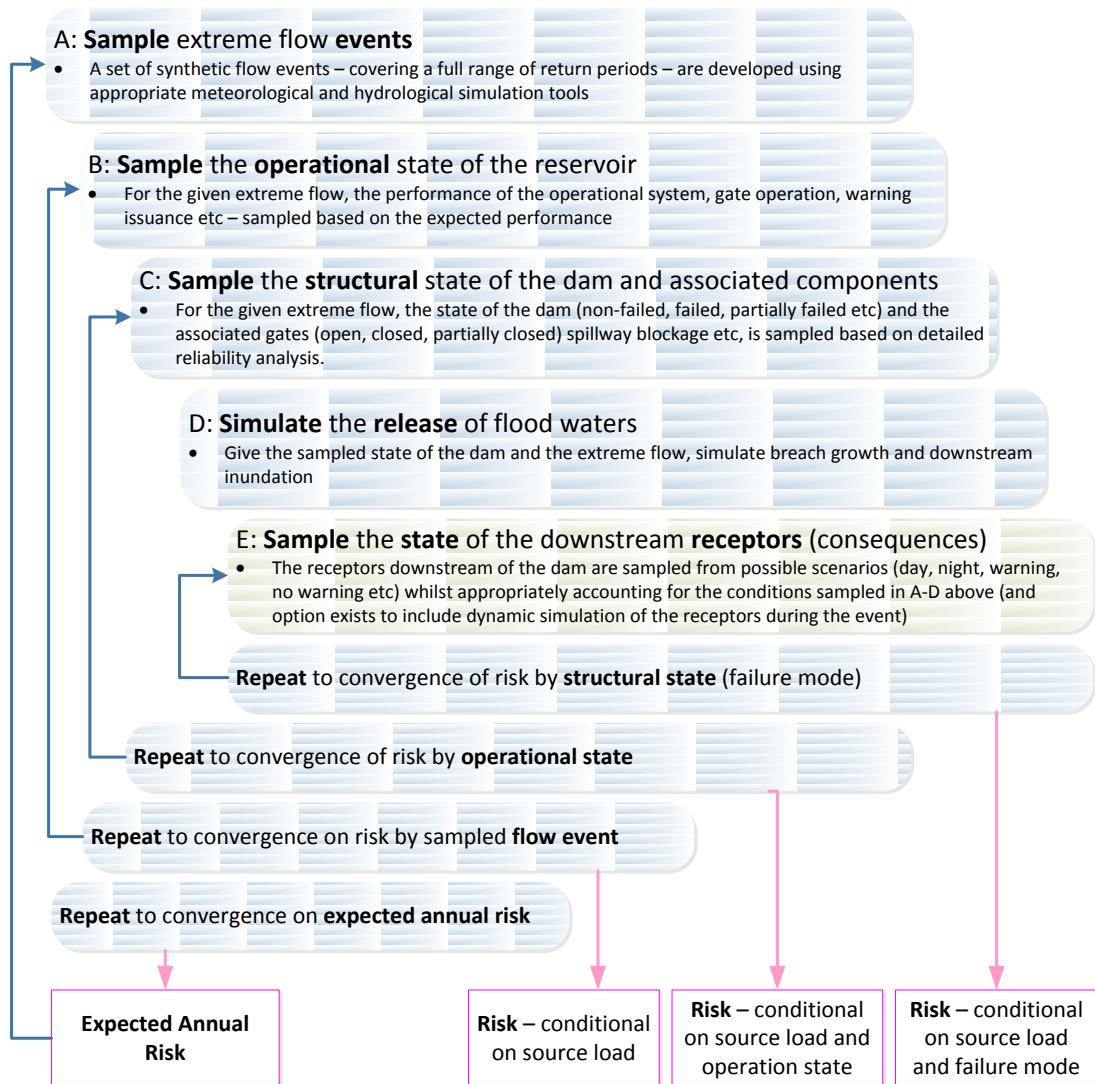 A: Sample extreme flow events
• A set of synthetic flow events – covering a full range of return periods – are developed using
appropriate meteorological and hydrological simulation tools
B: Sample the operational state of the reservoir
• For the given extreme flow, the performance of the operational system, gate operation, warning
issuance etc – sampled based on the expected performance
C: Sample the structural state of the dam and associated components
• For the given extreme flow, the state of the dam (non-failed, failed, partially failed etc) and the
associated gates (open, closed, partially closed) spillway blockage etc, is sampled based on detailed
reliability analysis.
D: Simulate the release of flood waters
• Give the sampled state of the dam and the extreme flow, simulate breach growth and downstream
inundation
E: Sample the state of the downstream receptors (consequences)
• The receptors downstream of the dam are sampled from possible scenarios (day, night, warning,
no warning etc) whilst appropriately accounting for the conditions sampled in A-D above (and
option exists to include dynamic simulation of the receptors during the event)
Repeat to convergence of risk by structural state (failure mode)
Repeat to convergence of risk by operational state
Repeat to convergence on risk by sampled flow event
Repeat to convergence on expected annual risk
Expected Annual
Risk
Risk – conditional
on source load
Risk – conditional
on source load and
operation state
Risk – conditional
on source load
and failure mode